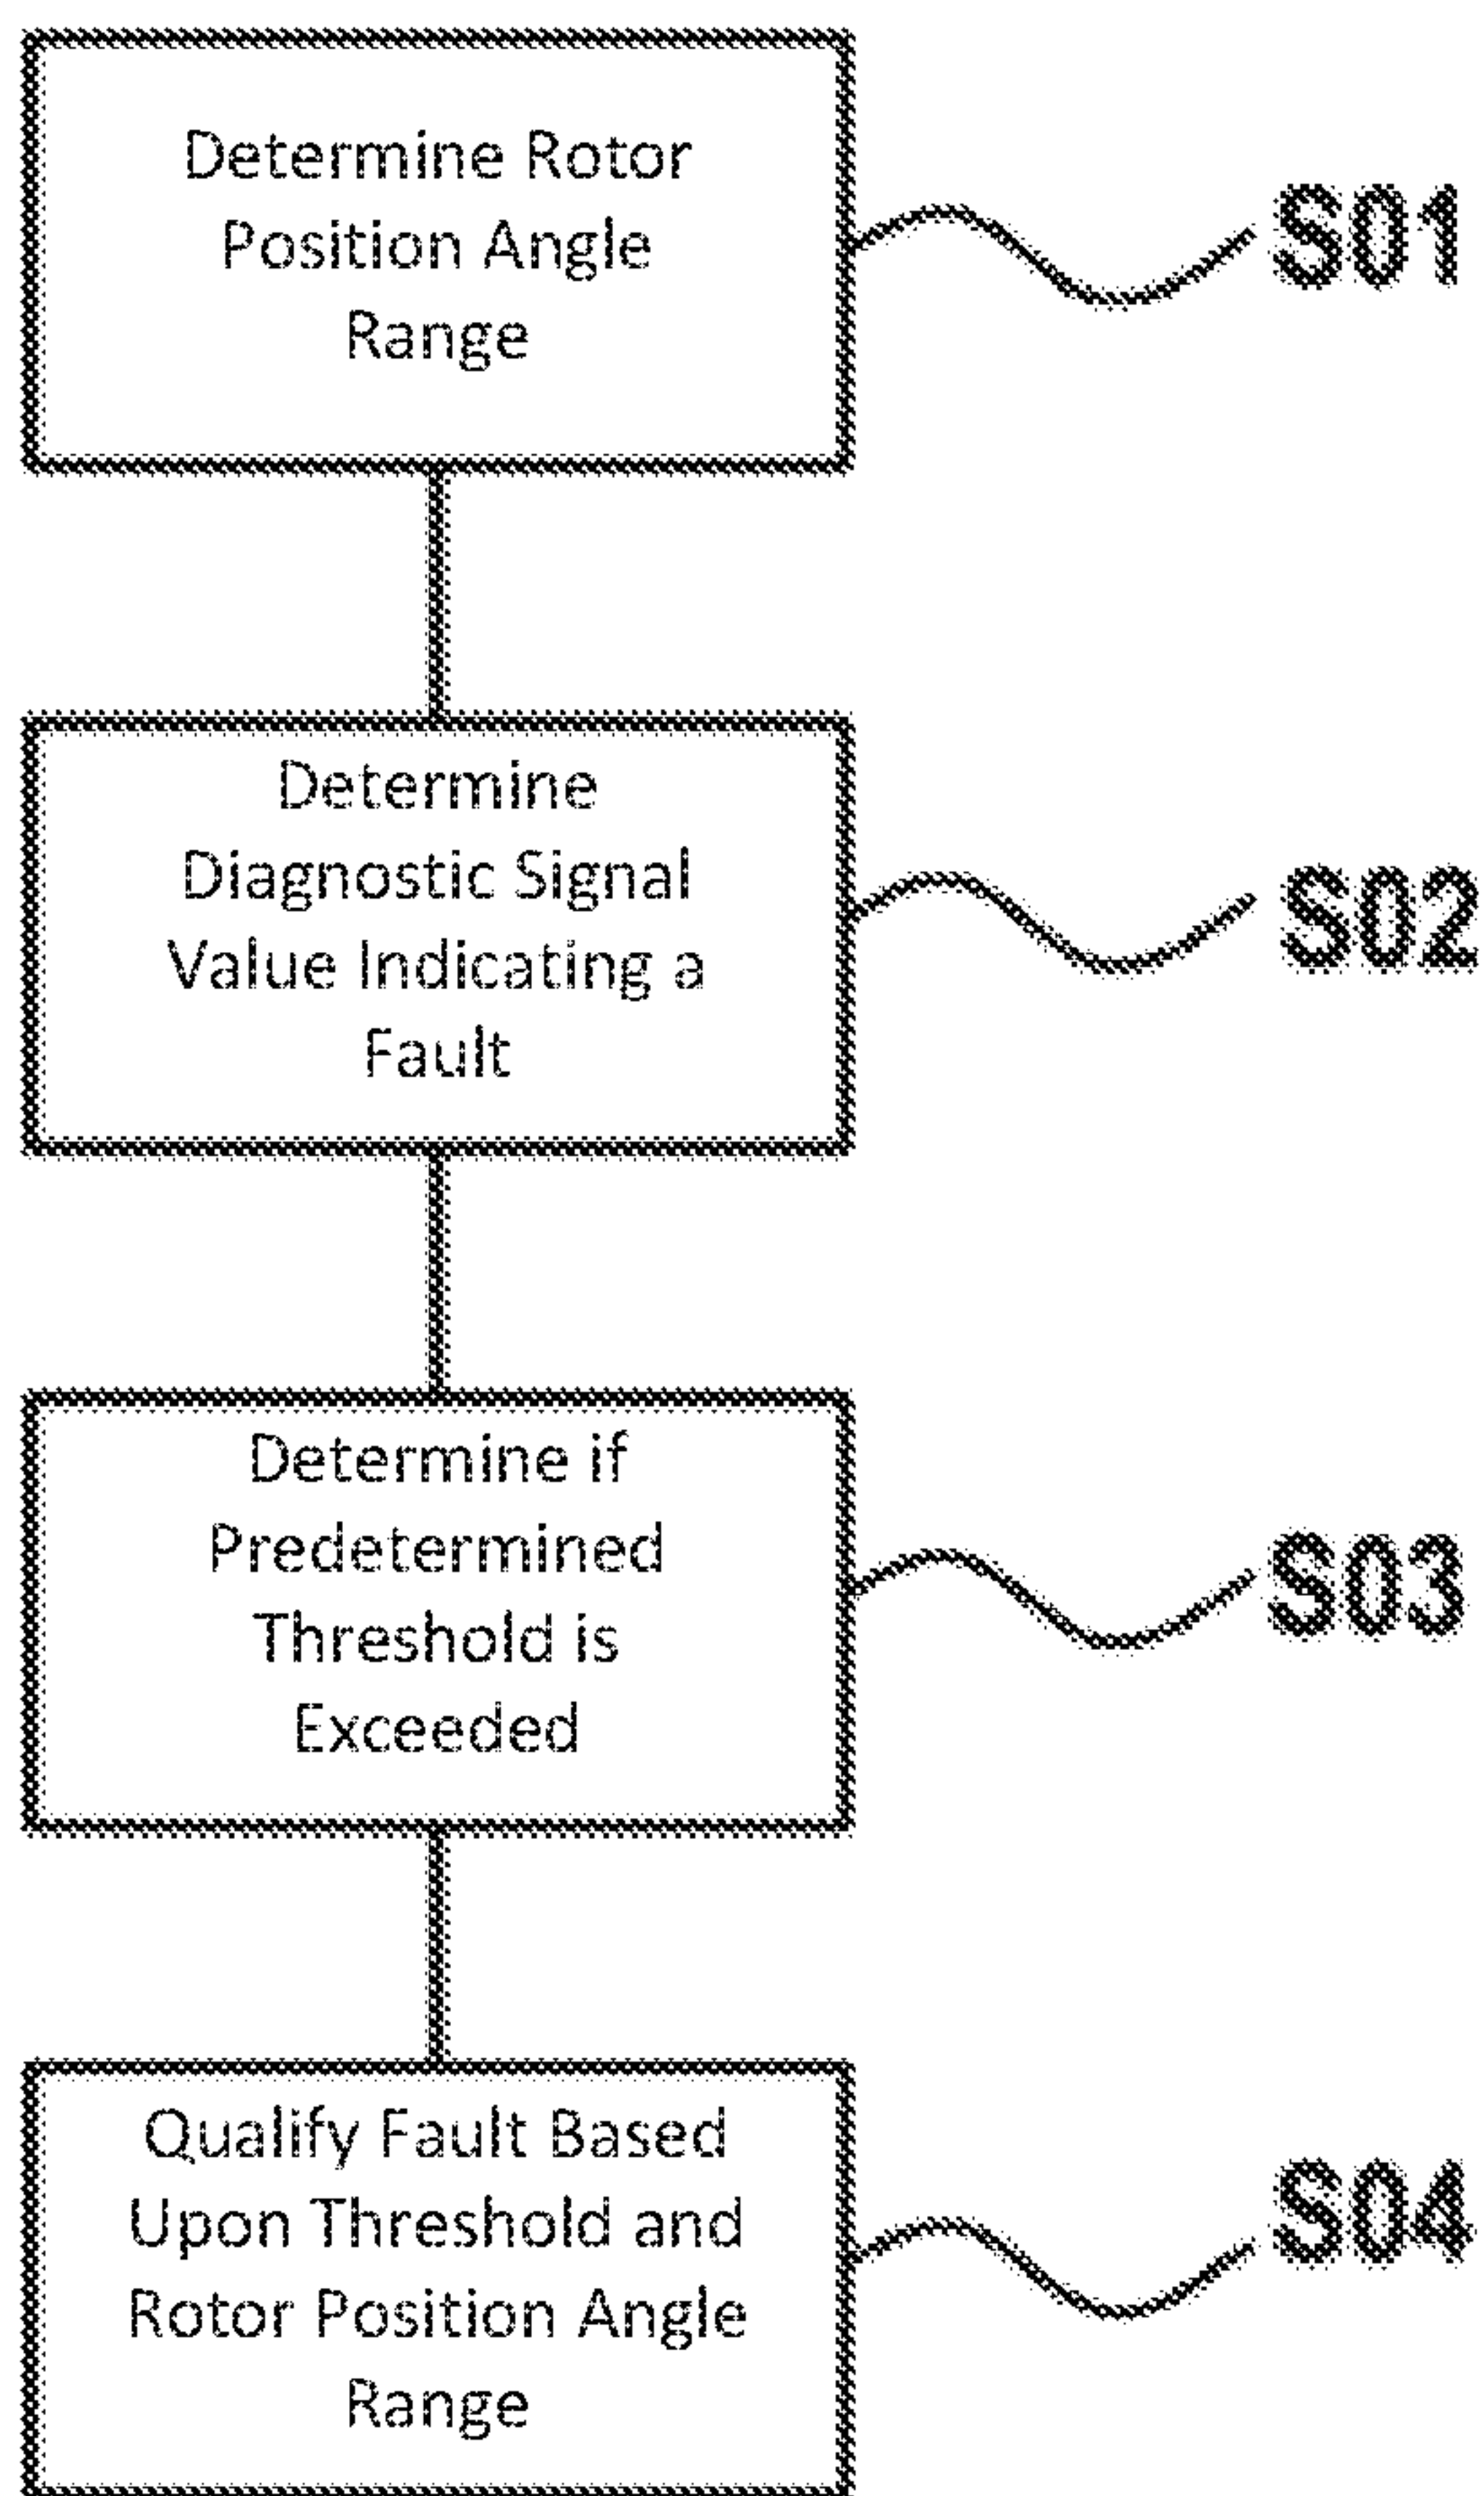 Determine Rotor
Position Angle
Range
S01
Determine
Diagnostic Signal
Value Indicating a
Fault
S02
Determine if
Predetermined
Threshold is
Exceeded
S03
Qualify Fault Based
Upon Threshold and
Rotor Position Angle
Range
S04